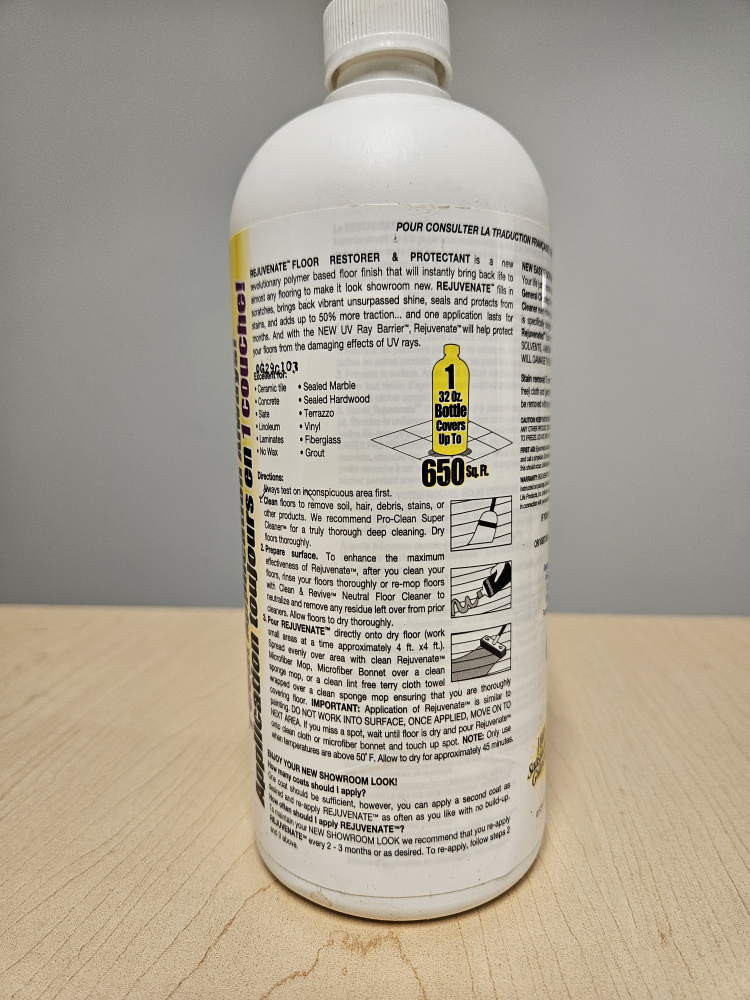 POUR CONSULTER LA TRADUCTION
REJUVENATE™ FLOOR RESTORER & PROTECTANT is a new
revolutionary polymer based floor finish that will instantly bring back life to
almost any flooring to make it look showroom new. REJUVENATE™ fills in
scratches, brings back vibrant unsurpassed shine, seals and protects from
stains, and adds up to 50% more traction... and one application lasts for
months. And with the NEW UV Ray Barrier™, Rejuvenate™ will help protect
your floors from the damaging effects of UV rays.
Excellent for:
• Ceramic tile
• Concrete
• Slate
• Linoleum
• Laminates
• No Wax
• Sealed Marble
• Sealed Hardwood
• Terrazzo
• Vinyl
• Fiberglass
• Grout
1
32 Oz.
Bottle
Covers
Up To
650 Sq. Ft.
Directions:
Always test on inconspicuous area first.
1. Clean floors to remove soil, hair, debris, stains, or
other products. We recommend Pro-Clean Super
Cleaner™ for a truly thorough deep cleaning. Dry
floors thoroughly.
2. Prepare surface. To enhance the maximum
effectiveness of Rejuvenate™, after you clean your
floors, rinse your floors thoroughly or re-mop floors
with Clean & Revive™ Neutral Floor Cleaner to
neutralize and remove any residue left over from prior
cleaners. Allow floors to dry thoroughly.
3. Pour REJUVENATE™ directly onto dry floor (work
small areas at a time approximately 4 ft. x4 ft.).
Spread evenly over area with clean Rejuvenate™
Microfiber Mop, Microfiber Bonnet over a clean
sponge mop, or a clean lint free terry cloth towel
wrapped over a clean sponge mop ensuring that you are thoroughly
covering floor. IMPORTANT: Application of Rejuvenate™ is similar to
painting. DO NOT WORK INTO SURFACE, ONCE APPLIED, MOVE ON TO
NEXT AREA. If you miss a spot, wait until floor is dry and pour Rejuvenate™
onto clean cloth or microfiber bonnet and touch up spot. NOTE: Only use
when temperatures are above 50° F. Allow to dry for approximately 45 minutes.
ENJOY YOUR NEW SHOWROOM LOOK!
How many coats should I apply?
One coat should be sufficient, however, you can apply a second coat as
desired and re-apply REJUVENATE™ as often as you like with no build-up.
How often should I apply REJUVENATE™?
To maintain your NEW SHOWROOM LOOK we recommend that you re-apply
REJUVENATE™ every 2 - 3 months or as desired. To re-apply, follow steps 2
and 3 above.
Application toujours en 1 couche!
NEW EASY
Your life
General
Cleaner
is specifically
Rejuvenate
SOLVENTS,
WILL DAMAGE
Stain removal